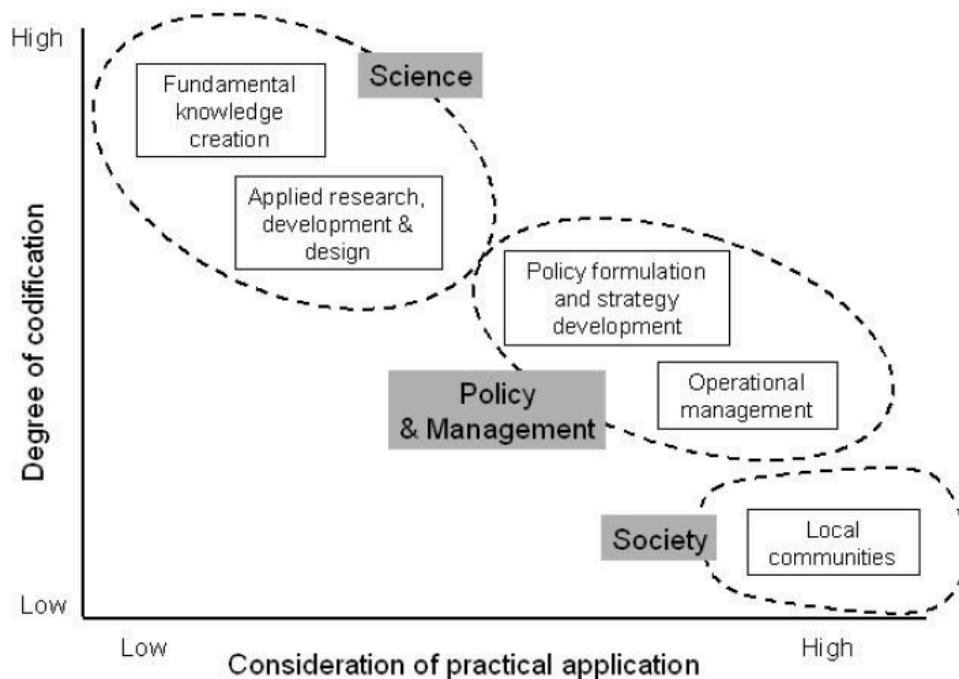 High
Science
Fundamental
knowledge
creation
Applied research,
development &
design
Policy formulation
and strategy
development
Operational
management
Policy
& Management
Society
Local
communities
Degree of codification
Low
Low
High
Consideration of practical application